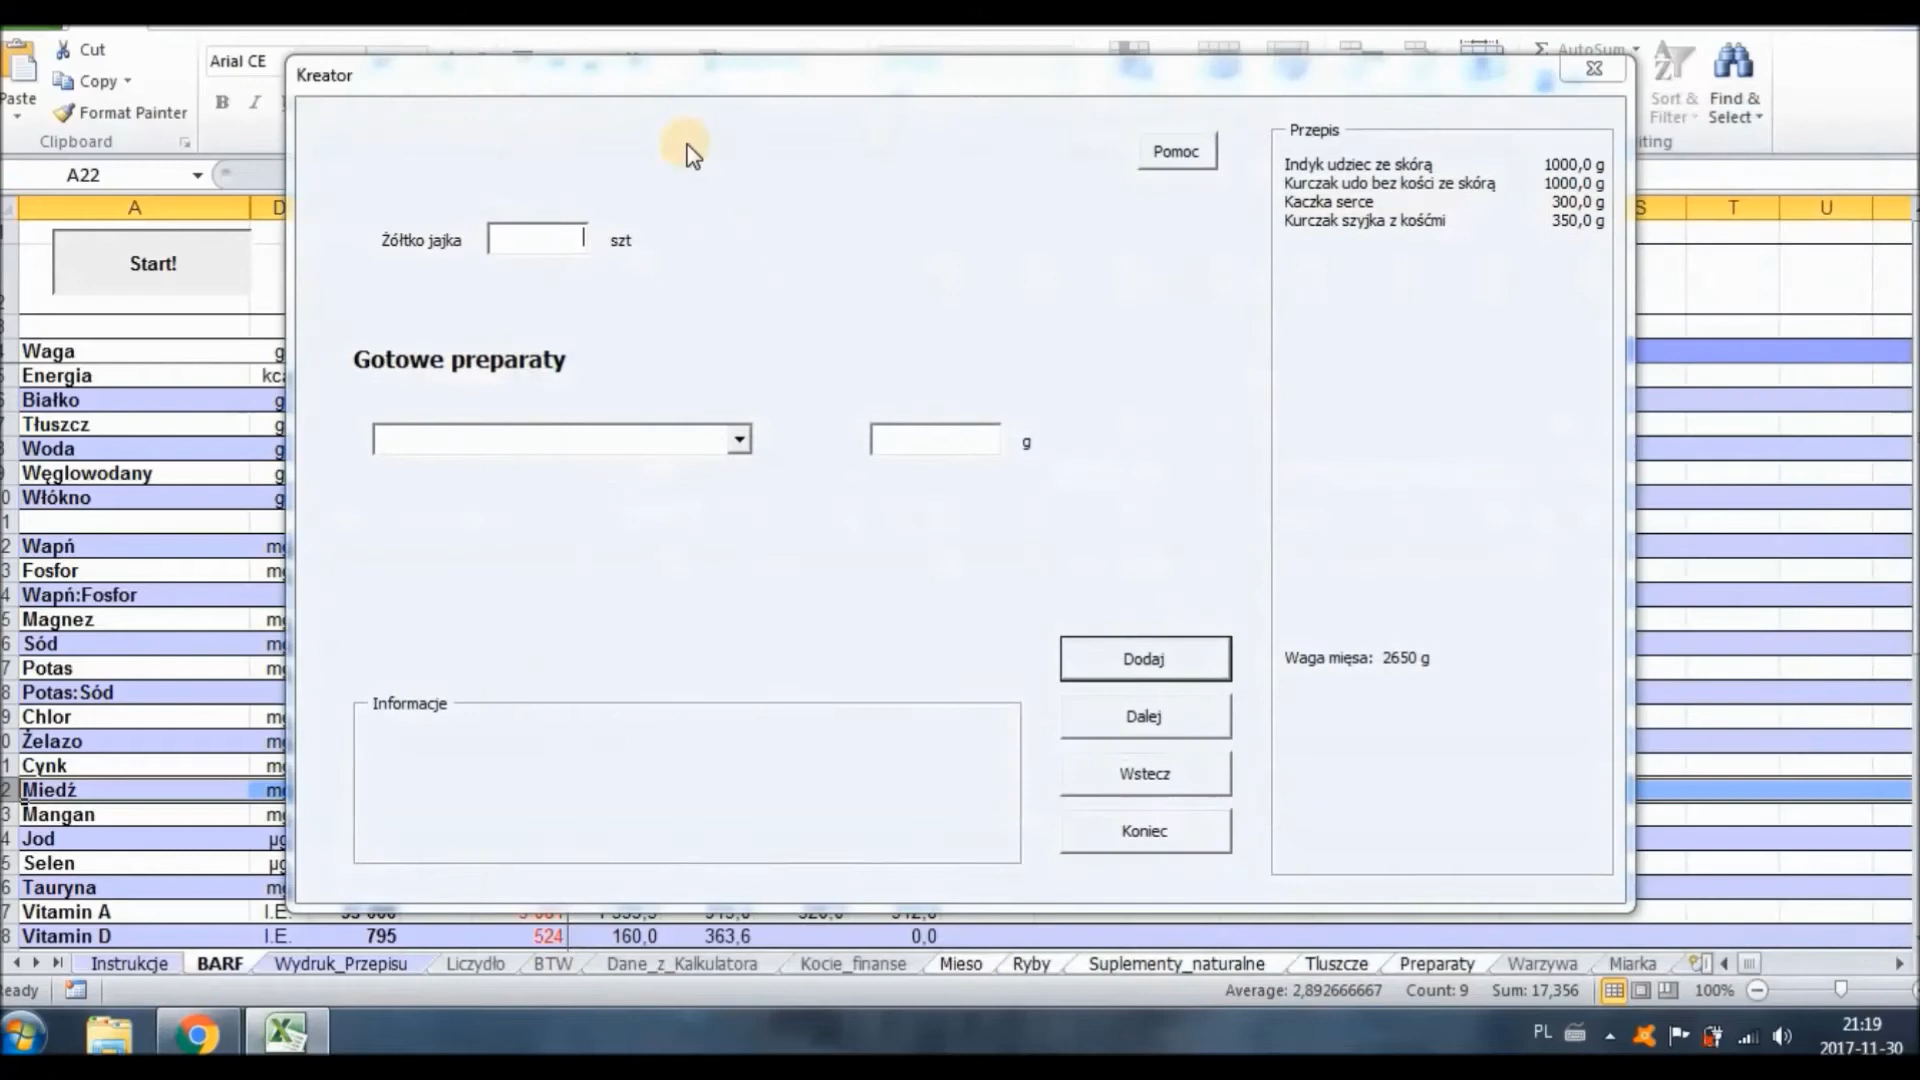 Cut
Copy
Paste
Format Painter
Clipboard
Arial CE
B I
AutoSum
Sort &
Filter
Find &
Select
A22
Kreator
Pomoc
Żółtko jajka
szt
Gotowe preparaty
g
Informacje
Dodaj
Dalej
Wstecz
Koniec
Przepis
Indyk udziec ze skórą 1000,0 g
Kurczak udo bez kości ze skórą 1000,0 g
Kaczka serce 300,0 g
Kurczak szyjka z kośćmi 350,0 g
Waga mięsa: 2650 g
A
S T U
Start!
Waga g
Energia
Białko g
Tłuszcz g
Woda g
Węglowodany g
Włókno g
Wapń
Fosfor
Wapń:Fosfor
Magnez
Sód
Potas
Potas:Sód
Chlor
Żelazo
Cynk
Miedź
Mangan
Jod
Selen
Tauryna
Vitamin A I.E.
Vitamin D I.E. 795 524 160,0 363,6 0,0
Instrukcje BARF Wydruk_Przepisu Liczydło BTW Dane_z_Kalkulatora Kocie_finanse Mieso Ryby Suplementy_naturalne Tluszcze Preparaty Warzywa Miarka
Average: 2,892666667 Count: 9 Sum: 17,356 100%
PL
21:19
2017-11-30